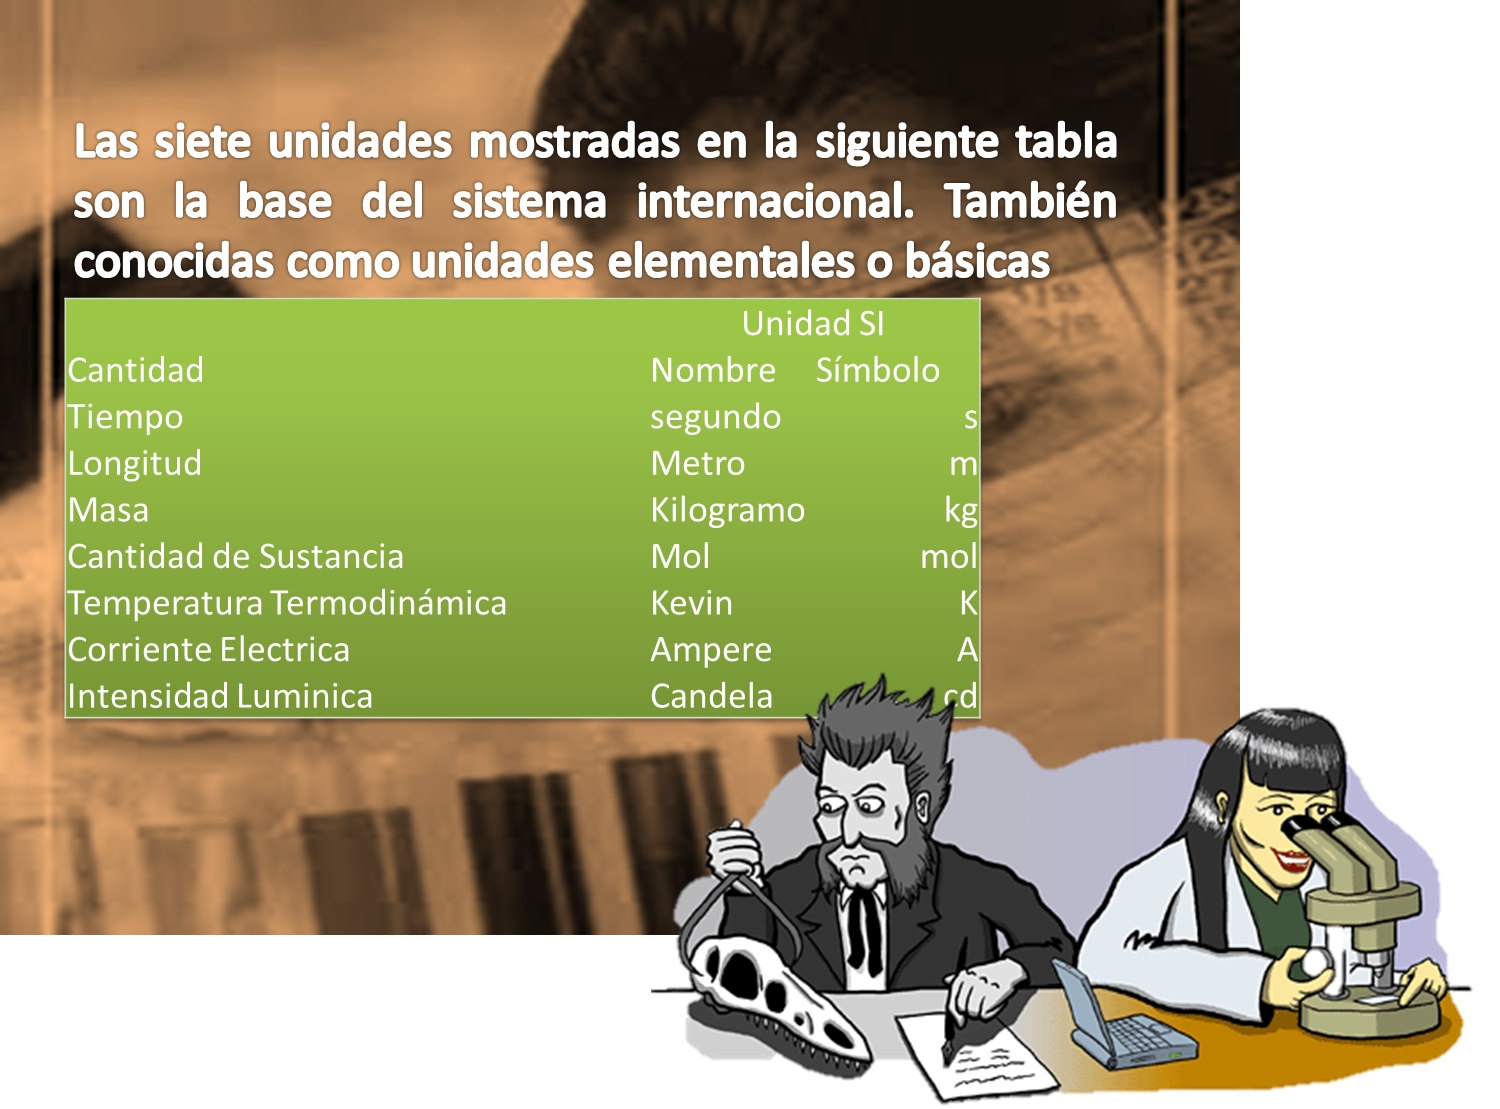 Las siete unidades mostradas en la siguiente tabla
son la base del sistema internacional. También
conocidas como unidades elementales o básicas
Unidad SI
Cantidad Nombre Símbolo
Tiempo segundo s
Longitud Metro m
Masa Kilogramo kg
Cantidad de Sustancia Mol mol
Temperatura Termodinámica Kevin K
Corriente Electrica Ampere A
Intensidad Luminica Candela cd